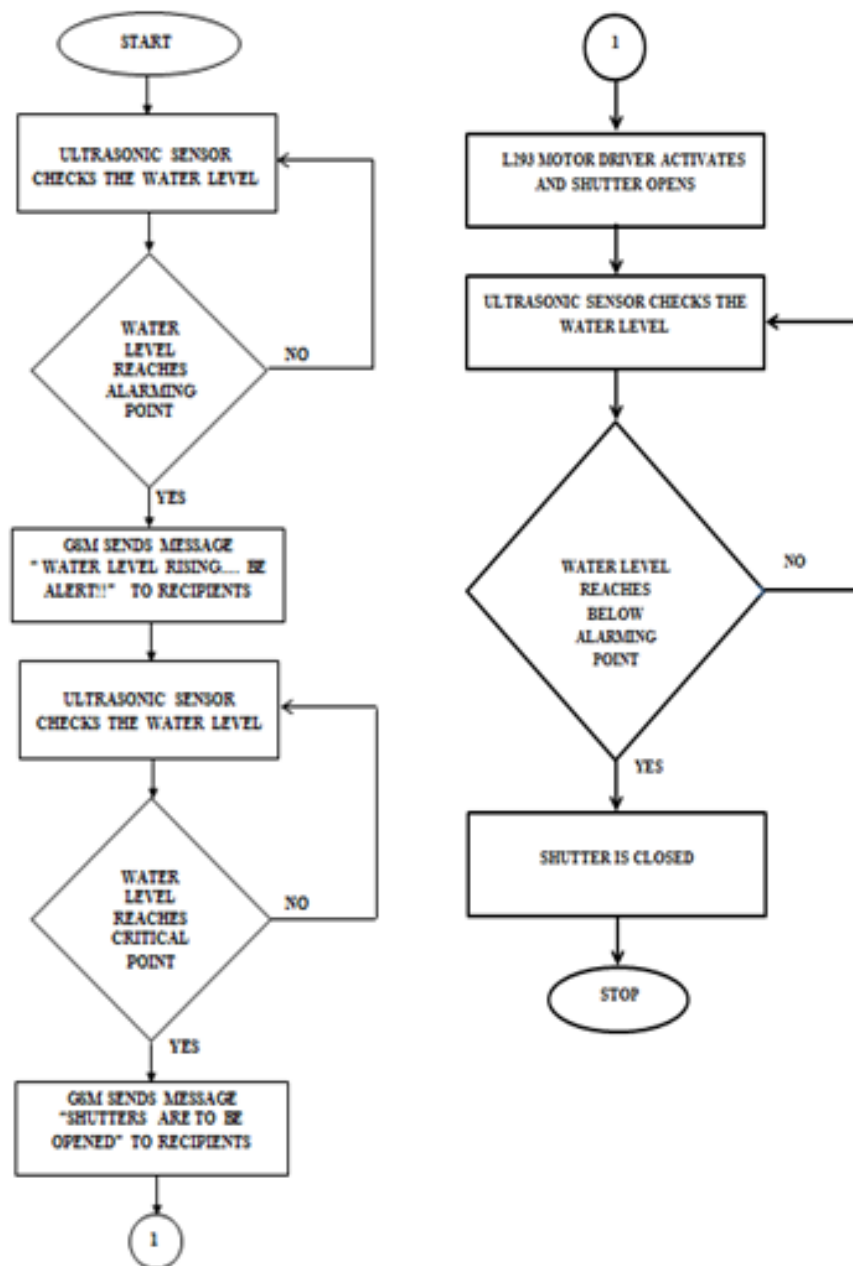 START
ULTRASONIC SENSOR
CHECKS THE WATER LEVEL
WATER
LEVEL
REACHES
ALARMING
POINT
NO
YES
GSM SENDS MESSAGE
" WATER LEVEL RISING.... BE
ALERT!!" TO RECIPIENTS
ULTRASONIC SENSOR
CHECKS THE WATER LEVEL
WATER
LEVEL
REACHES
CRITICAL
POINT
NO
YES
GSM SENDS MESSAGE
"SHUTTERS ARE TO BE
OPENED" TO RECIPIENTS
1
1
L293 MOTOR DRIVER ACTIVATES
AND SHUTTER OPENS
ULTRASONIC SENSOR CHECKS THE
WATER LEVEL
WATER LEVEL
REACHES
BELOW
ALARMING
POINT
NO
YES
SHUTTER IS CLOSED
STOP